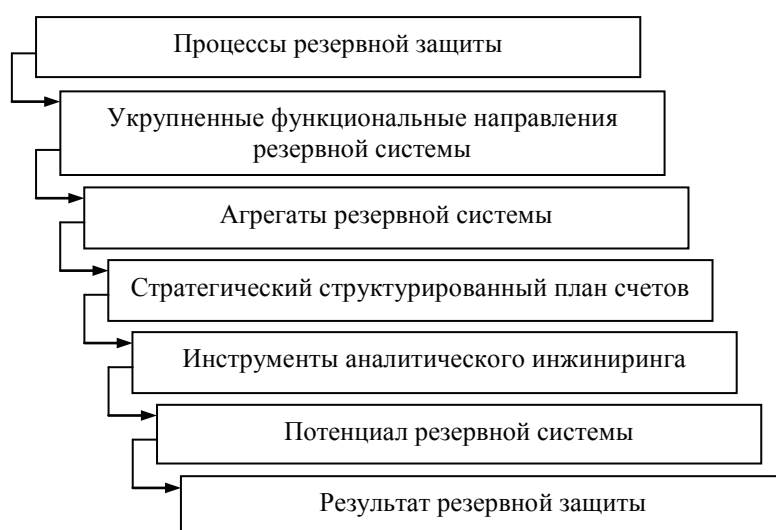 Процессы резервной защиты
Укрупненные функциональные направления
резервной системы
Агрегаты резервной системы
Стратегический структурированный план счетов
Инструменты аналитического инжиниринга
Потенциал резервной системы
Результат резервной защиты